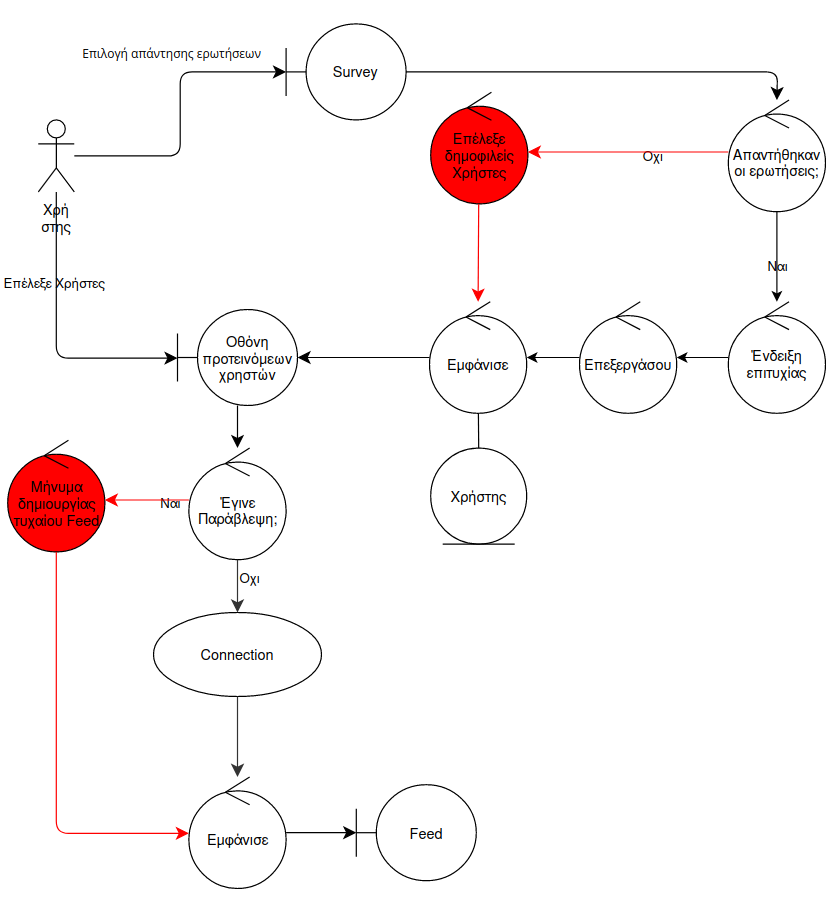 Επιλογή απάντησης ερωτήσεων
Survey
Επέλεξε
δημοφιλείς
Χρήστες
Οχι
Απαντήθηκαν
οι ερωτήσεις;
Χρή
στης
Ναι
Επέλεξε Χρήστες
Οθόνη
προτεινόμεων
χρηστών
Εμφάνισε
Επεξεργάσου
Ένδειξη
επιτυχίας
Μήνυμα
δημιουργίας
τυχαίου Feed
Ναι
Έγινε
Παράβλεψη;
Χρήστης
Οχι
Connection
Εμφάνισε
Feed